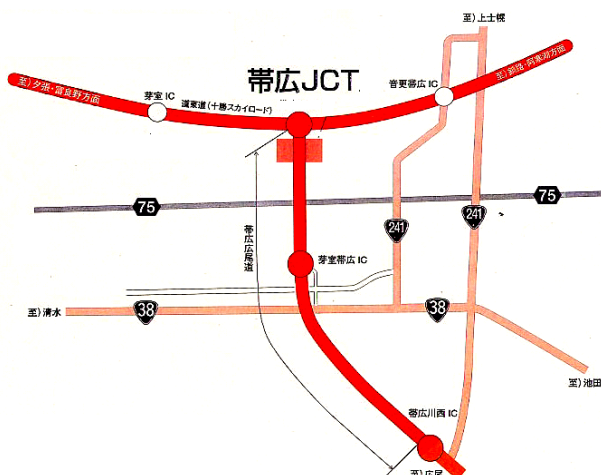 至)上士幌
帯広JCT
至)釧路・阿寒湖方面
至)夕張・富良野方面
芽室 IC
道東道(十勝スカイロード)
音更帯広 IC
75
75
241
241
帯広広尾道
芽室帯広 IC
至)清水
38
38
至)池田
帯広川西 IC
至)広尾